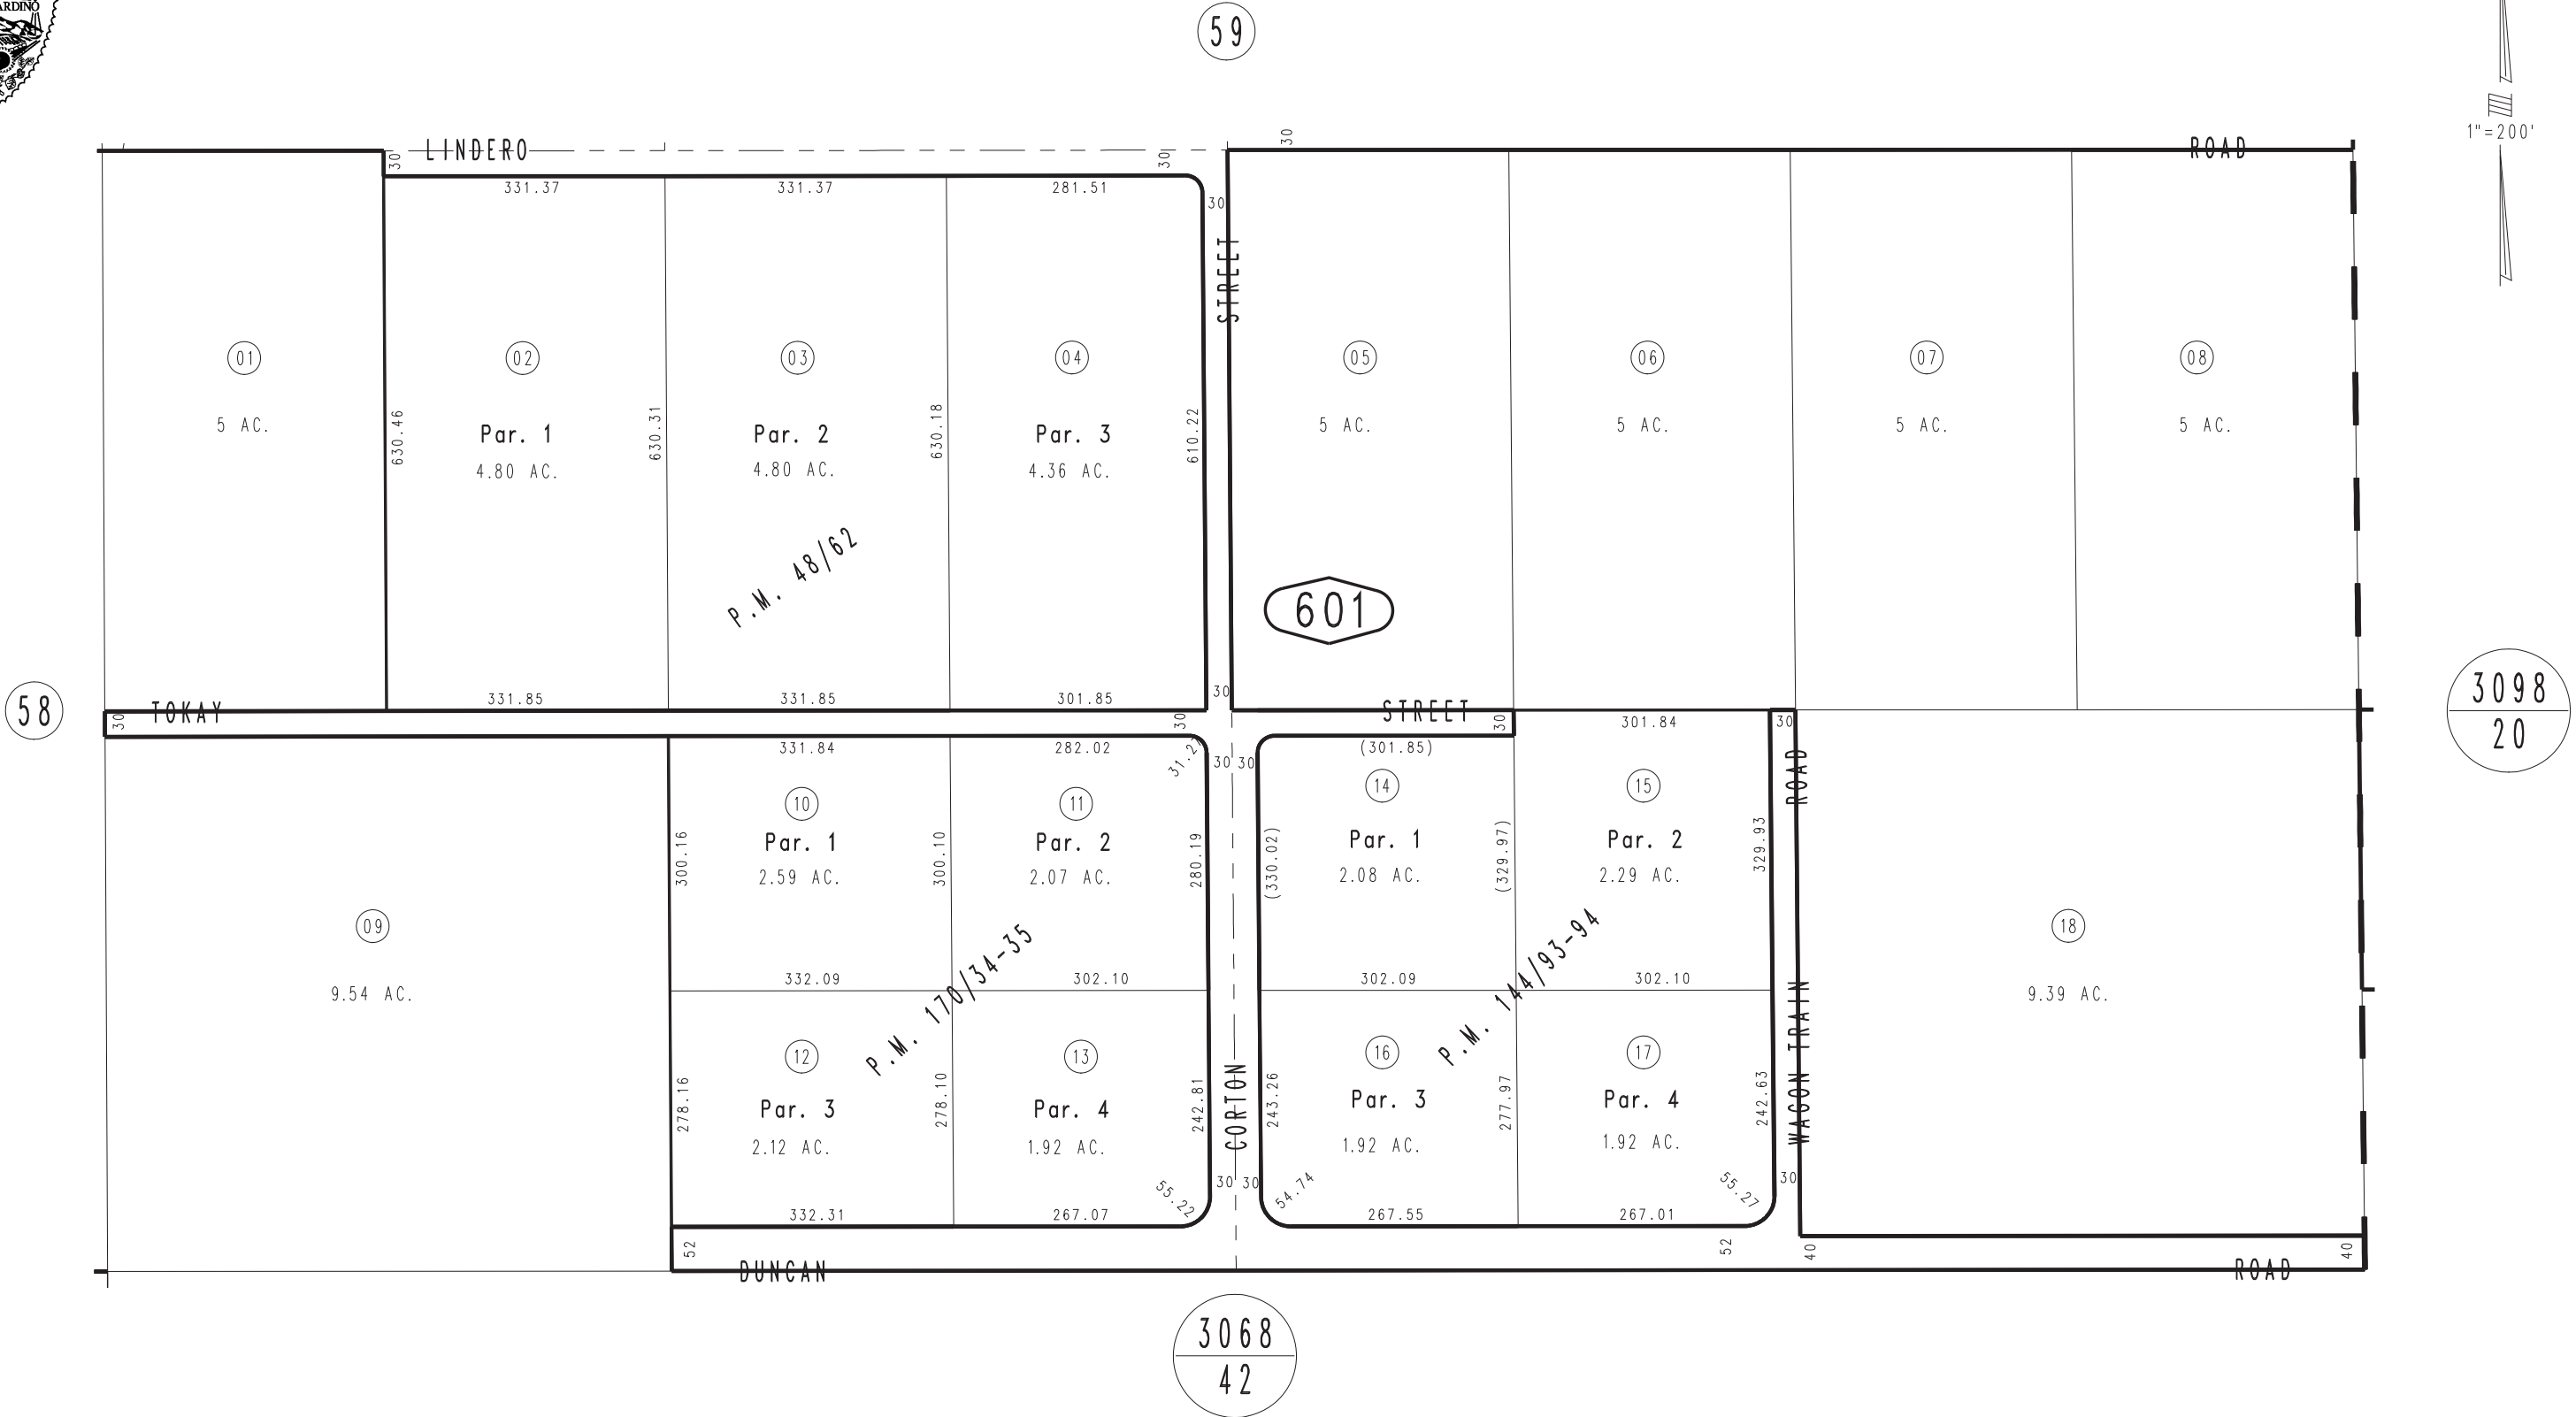 ARDINO
59
1"=200'
LINDERO
ROAD
30
30
30
331.37
331.37
281.51
30
STREET
01
5 AC.
02
Par. 1
4.80 AC.
03
Par. 2
4.80 AC.
04
Par. 3
4.36 AC.
05
5 AC.
06
5 AC.
07
5 AC.
08
5 AC.
630.46
630.31
630.18
610.22
P.M. 48/62
601
58
331.85
331.85
301.85
30
TOKAY
STREET
30
30
30
301.84
30
3098
20
331.84
282.02
31.27
30
30
(301.85)
ROAD
10
Par. 1
2.59 AC.
11
Par. 2
2.07 AC.
14
Par. 1
2.08 AC.
15
Par. 2
2.29 AC.
300.16
300.10
280.19
(330.02)
(329.97)
329.93
09
9.54 AC.
18
9.39 AC.
P.M. 170/34-35
P.M. 144/93-94
332.09
302.10
302.09
302.10
WAGON TRAIN
12
Par. 3
2.12 AC.
13
Par. 4
1.92 AC.
16
Par. 3
1.92 AC.
17
Par. 4
1.92 AC.
278.16
278.10
242.81
CORTON
243.26
277.97
242.63
55.22
30
30
54.74
55.27
30
332.31
267.07
267.55
267.01
52
52
40
40
DUNCAN
ROAD
3068
42